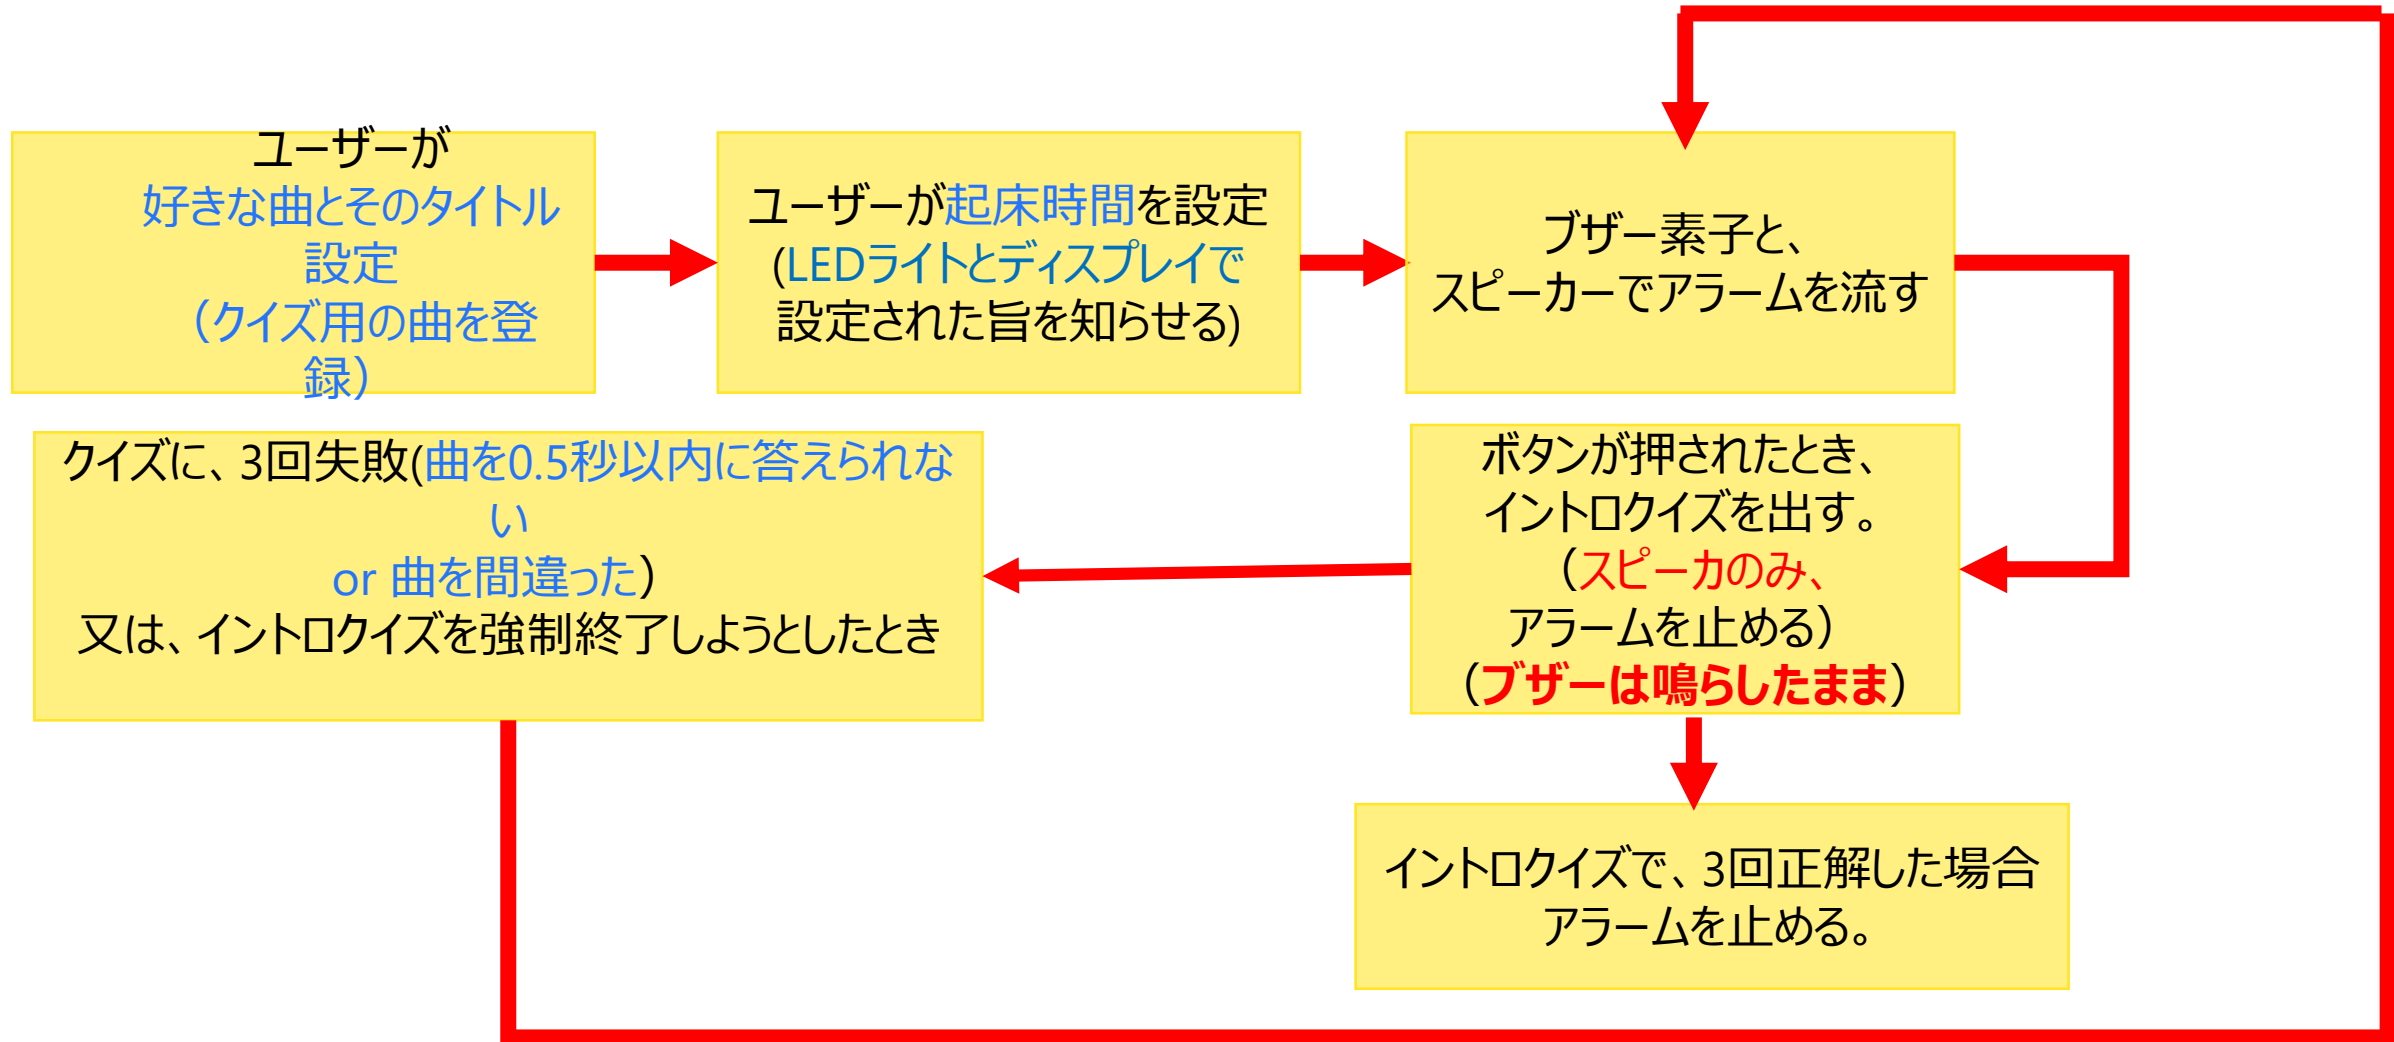 ユーザーが
好きな曲とそのタイトル
設定
（クイズ用の曲を登
録）
ユーザーが起床時間を設定
(LEDライトとディスプレイで
設定された旨を知らせる)
ブザー素子と、
スピーカーでアラームを流す
クイズに、3回失敗(曲を0.5秒以内に答えられな
い
or 曲を間違った）
又は、イントロクイズを強制終了しようとしたとき
ボタンが押されたとき、
イントロクイズを出す。
（スピーカのみ、
アラームを止める）
（ブザーは鳴らしたまま）
イントロクイズで、3回正解した場合
アラームを止める。